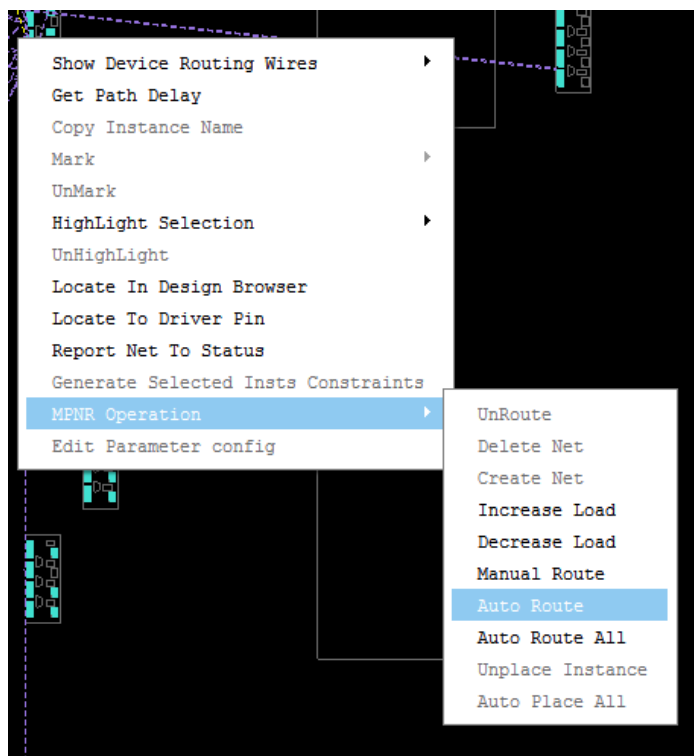 Show Device Routing Wires
Get Path Delay
Copy Instance Name
Mark
UnMark
HighLight Selection
UnHighLight
Locate In Design Browser
Locate To Driver Pin
Report Net To Status
Generate Selected Insts Constraints
MPNR Operation
Edit Parameter config
UnRoute
Delete Net
Create Net
Increase Load
Decrease Load
Manual Route
Auto Route
Auto Route All
Unplace Instance
Auto Place All